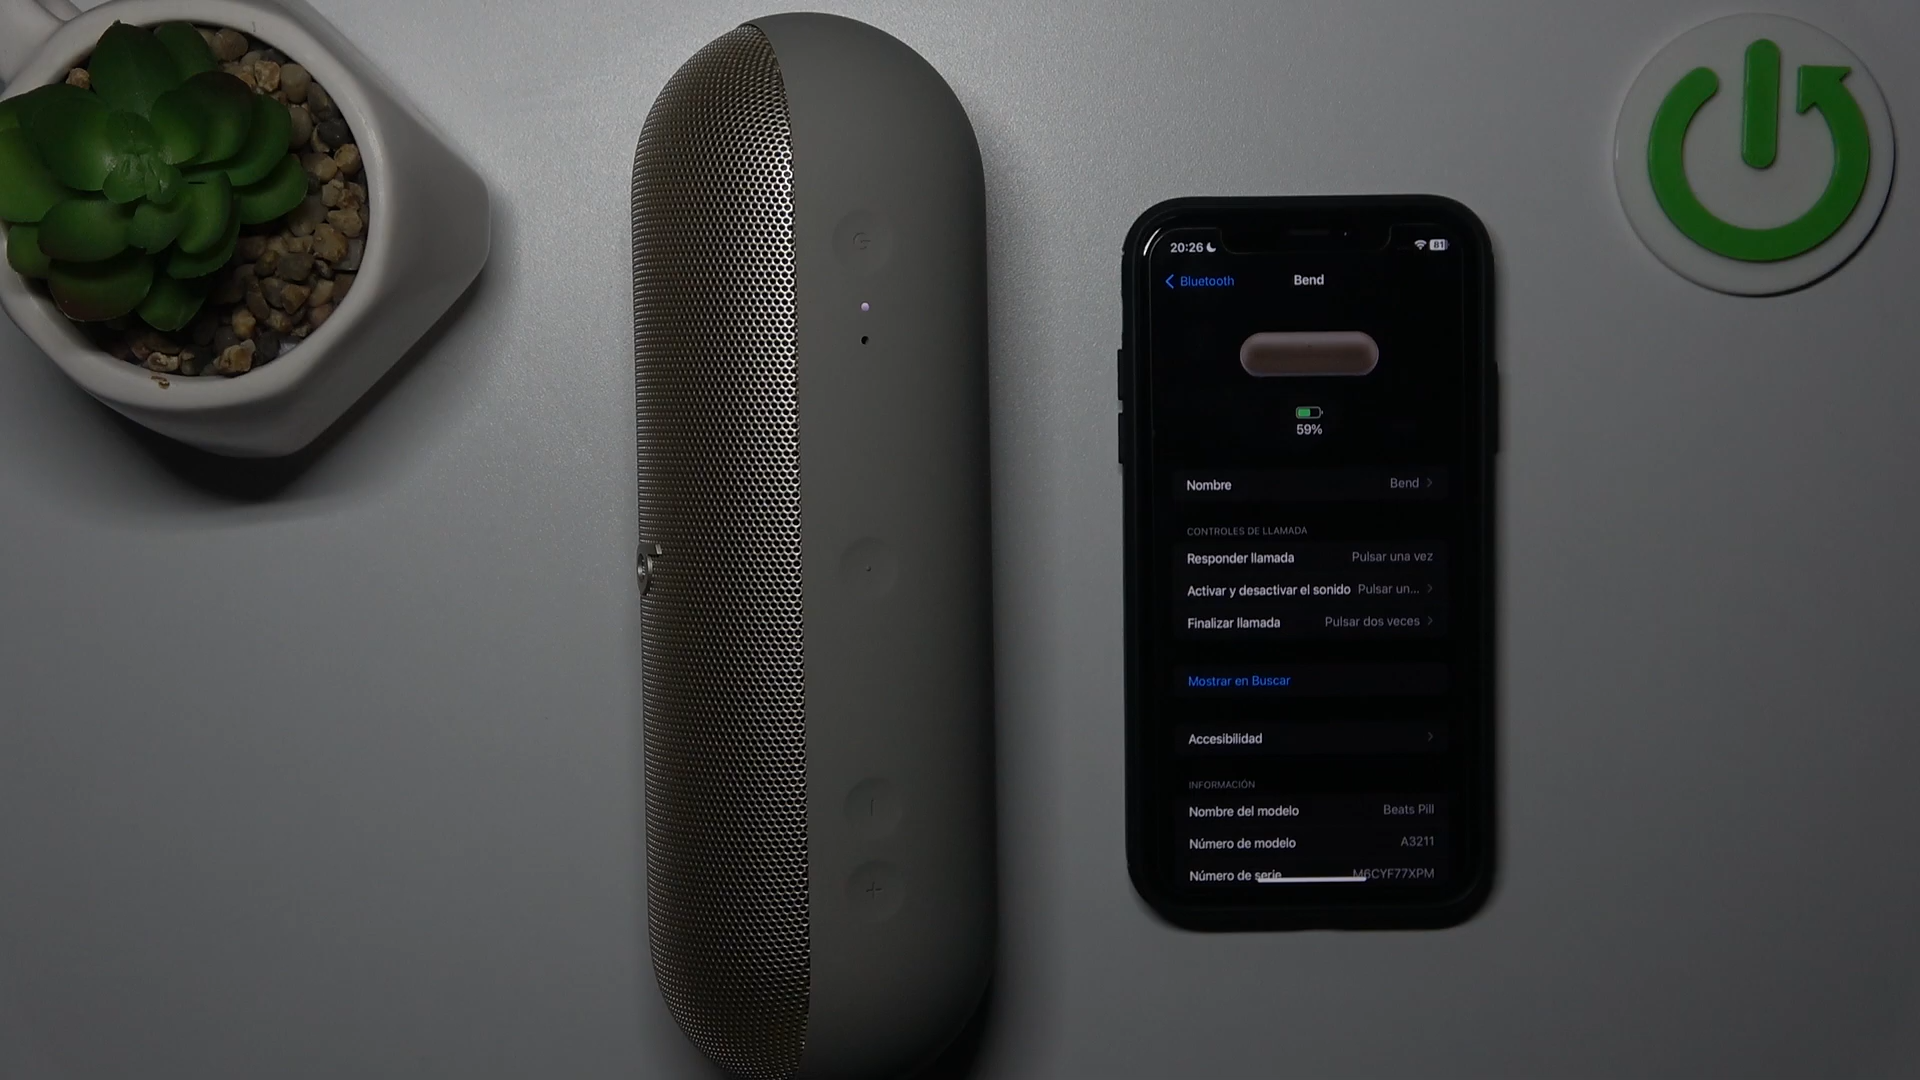 20:26
81
Bluetooth
Bend
59%
Nombre Bend
CONTROLES DE LLAMADA
Responder llamada Pulsar una vez
Activar y desactivar el sonido Pulsar un...
Finalizar llamada Pulsar dos veces
Mostrar en Buscar
Accesibilidad
INFORMACIÓN
Nombre del modelo Beats Pill
Número de modelo A3211
Número de serie M6CYF77XPM